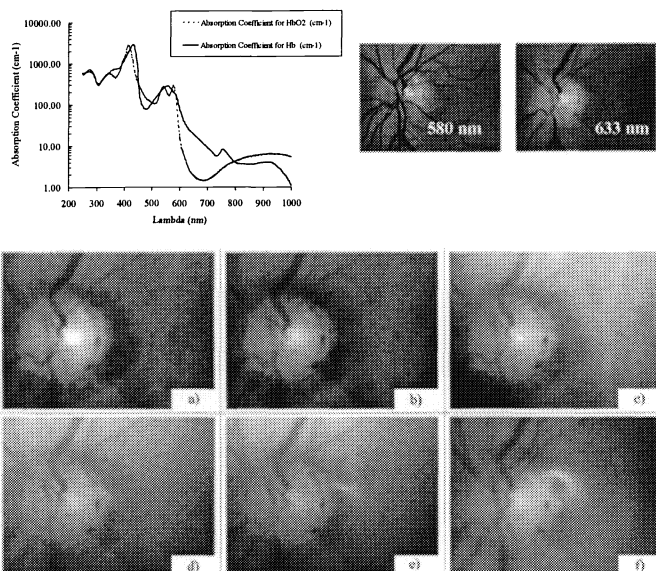 Absorption Coefficient for HbO2 (cm-1)
Absorption Coefficient for Hb (cm-1)
Absorption Coefficient (cm-1)
10000.00
1000.00
100.00
10.00
1.00
200 300 400 500 600 700 800 900 1000
Lambda (nm)
580 nm
633 nm
a)
b)
c)
d)
e)
f)